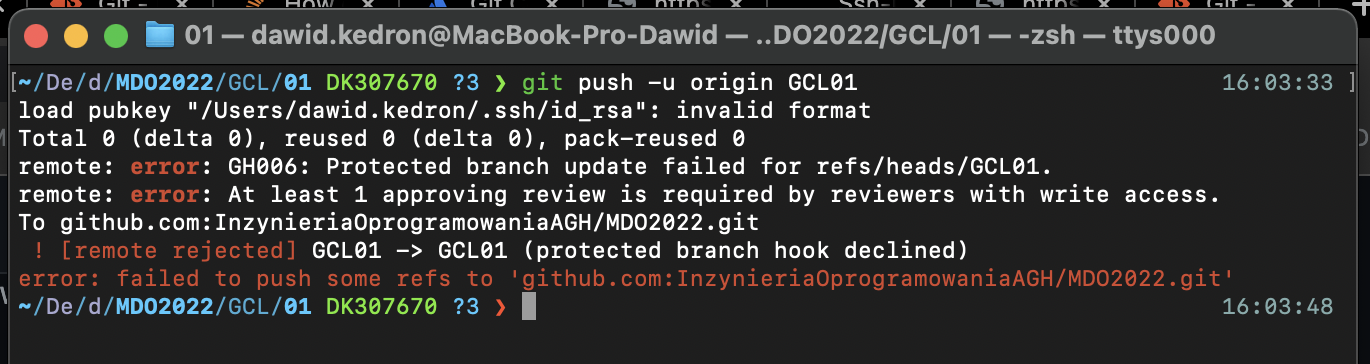 How
Git
01 — dawid.kedron@MacBook-Pro-Dawid — ..DO2022/GCL/01 — -zsh — ttys000
[~/De/d/MDO2022/GCL/01 DK307670 ?3 ❯ git push -u origin GCL01 16:03:33 ]
load pubkey "/Users/dawid.kedron/.ssh/id_rsa": invalid format
Total 0 (delta 0), reused 0 (delta 0), pack-reused 0
remote: error: GH006: Protected branch update failed for refs/heads/GCL01.
remote: error: At least 1 approving review is required by reviewers with write access.
To github.com:InzynieriaOprogramowaniaAGH/MDO2022.git
 ! [remote rejected] GCL01 -> GCL01 (protected branch hook declined)
error: failed to push some refs to 'github.com:InzynieriaOprogramowaniaAGH/MDO2022.git'
~/De/d/MDO2022/GCL/01 DK307670 ?3 ❯ 16:03:48